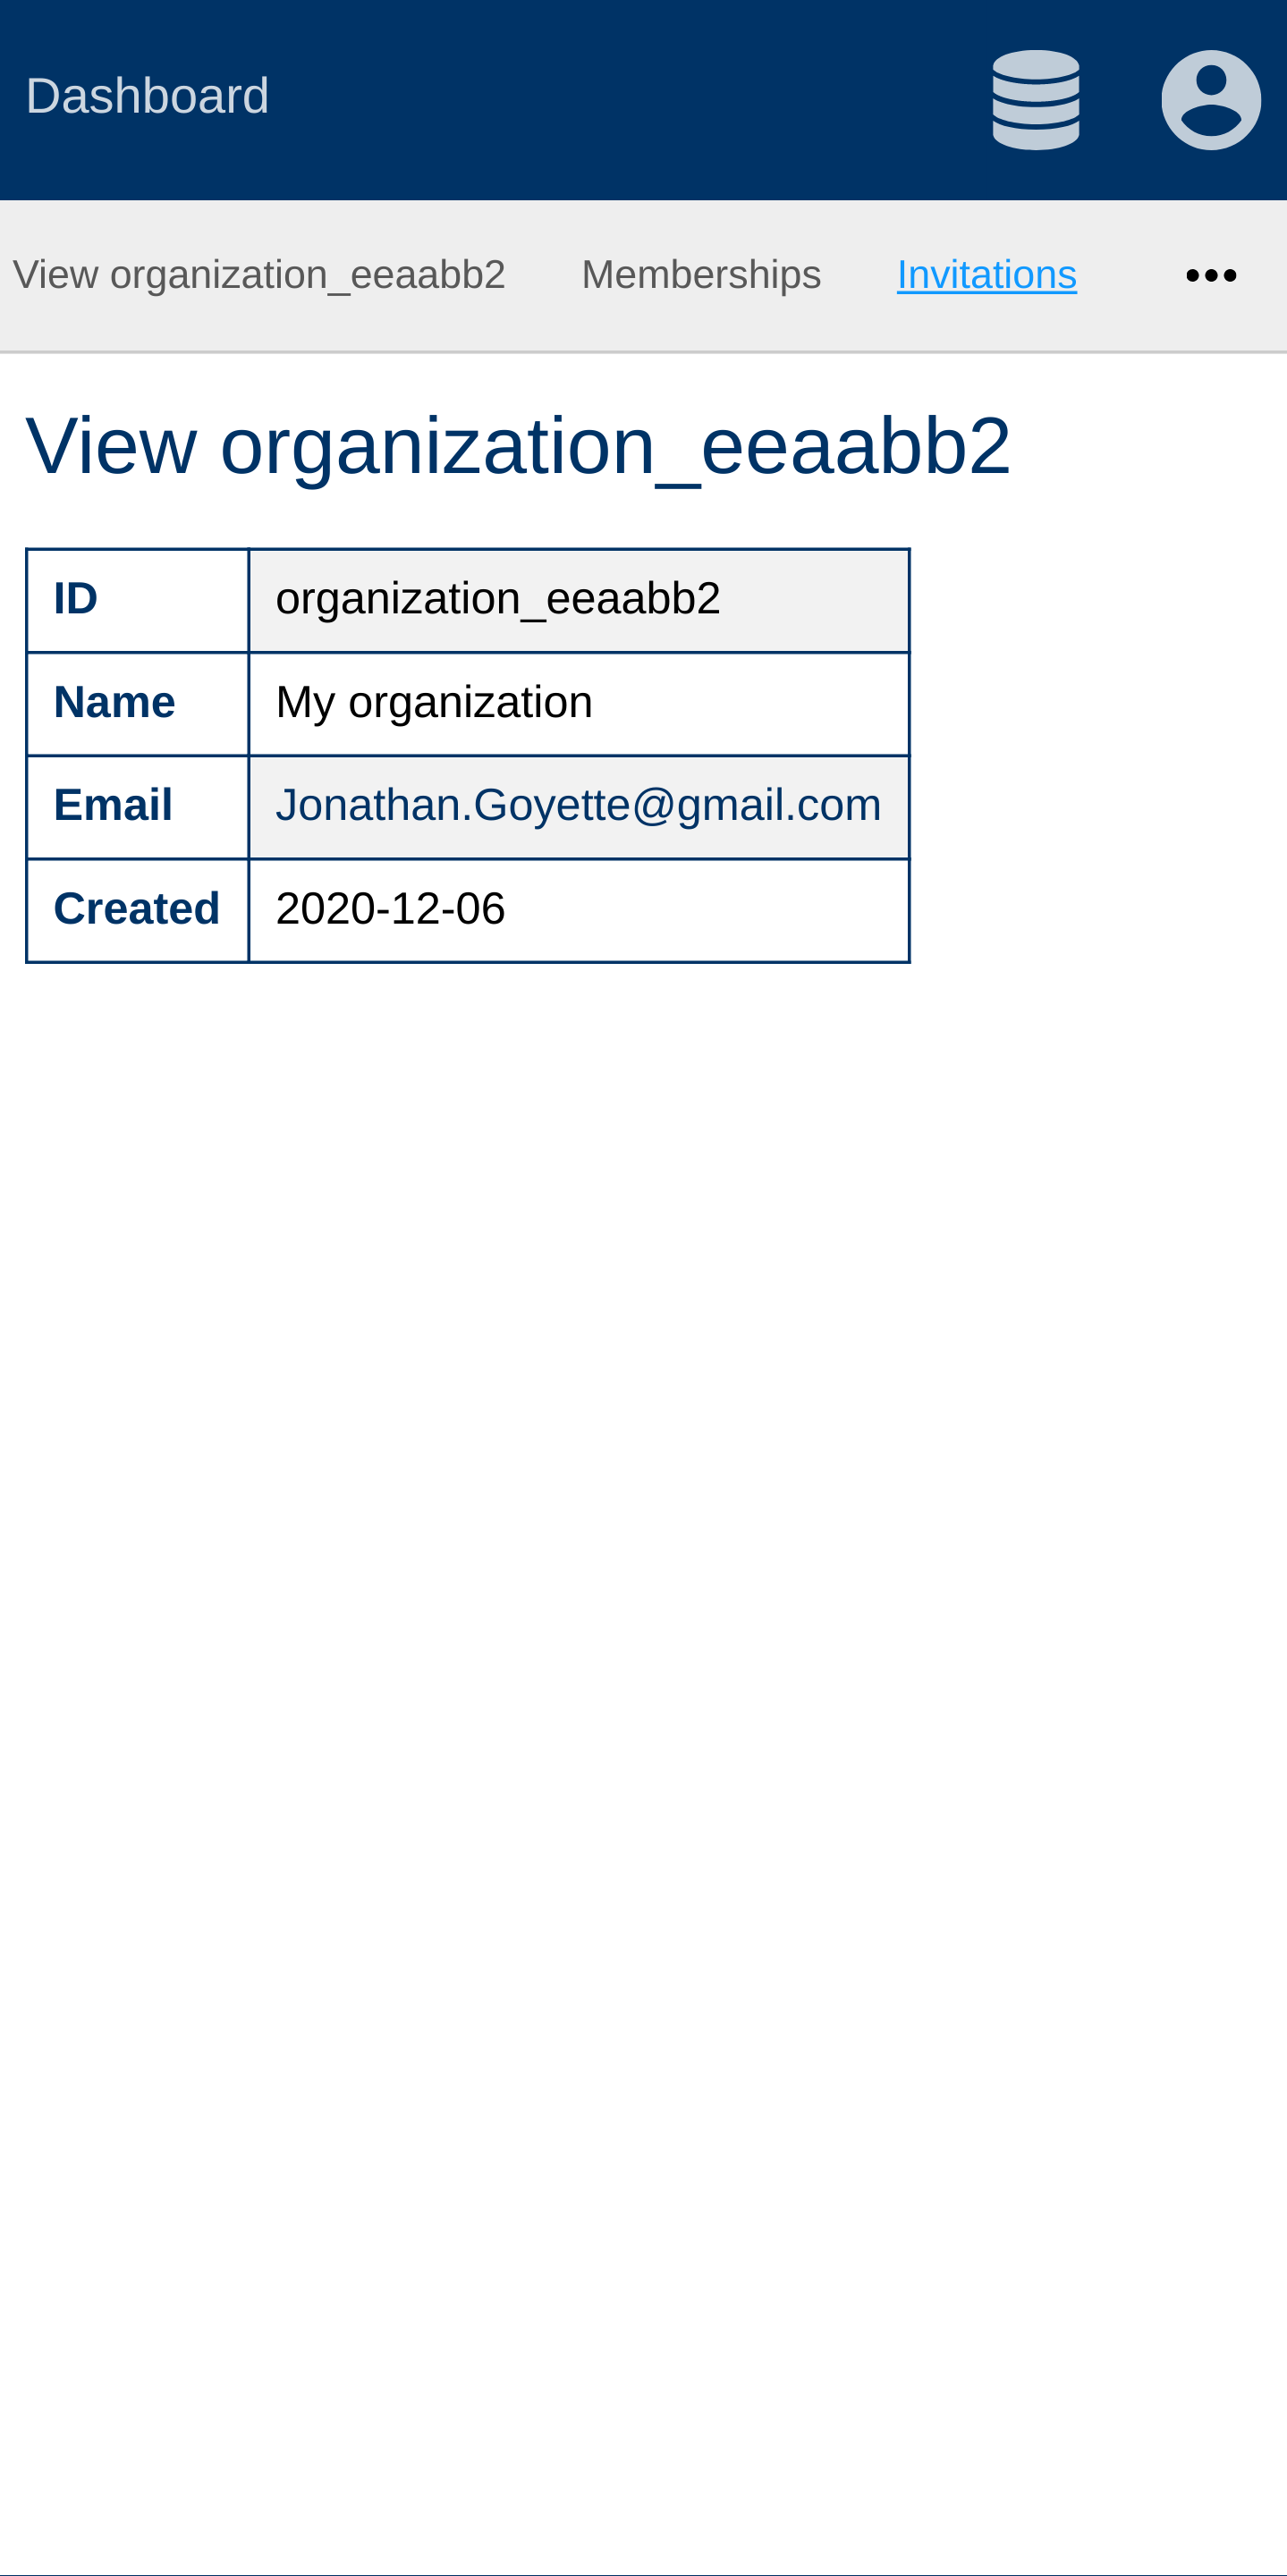 Dashboard
View organization_eeaabb2 Memberships Invitations •••
View organization_eeaabb2
ID organization_eeaabb2
Name My organization
Email Jonathan.Goyette@gmail.com
Created 2020-12-06